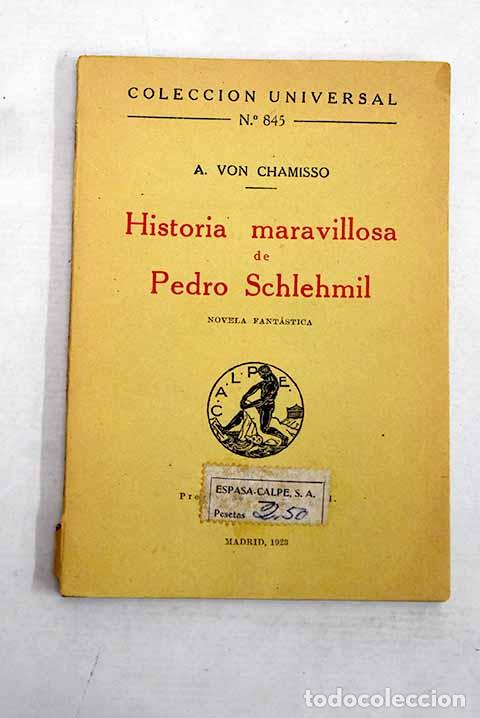 COLECCION UNIVERSAL
N.º 845
A. VON CHAMISSO
Historia maravillosa
de
Pedro Schlehmil
NOVELA FANTÁSTICA
C.A.L.P.E.
ESPASA-CALPE, S. A.
Pesetas 2,50
MADRID, 1923
todocoleccion